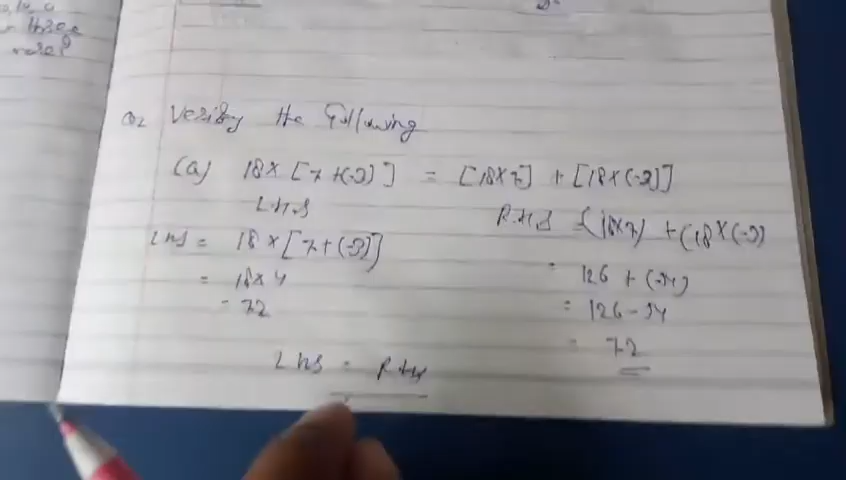 Q2 Verify the Following
(a) 18 × [7 + (-3)] = [18×7] + [18×(-3)]
LHS
RHS = (18×7) + (18×(-3)
LHS = 18 × [7 + (-3)]
= 126 + (-54)
= 18×4
= 126 - 54
= 72
= 72
LHS = RHS